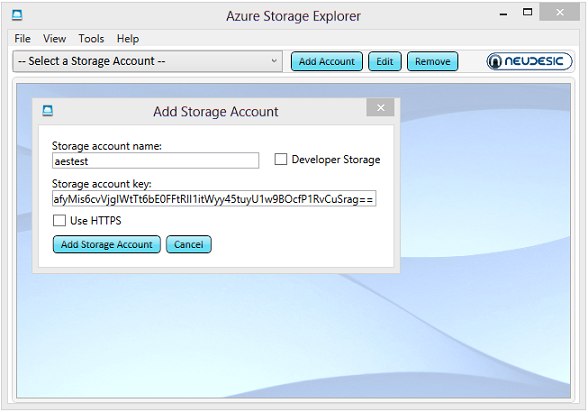 Azure Storage Explorer
File View Tools Help
-- Select a Storage Account --
Add Account
Edit
Remove
NEUDESIC
Add Storage Account
Storage account name:
aestest
Developer Storage
Storage account key:
afyMis6cvVjgIWtTt6bE0FFtRlI1itWyy45tuyU1w9BOcfP1RvCuSrag==
Use HTTPS
Add Storage Account
Cancel